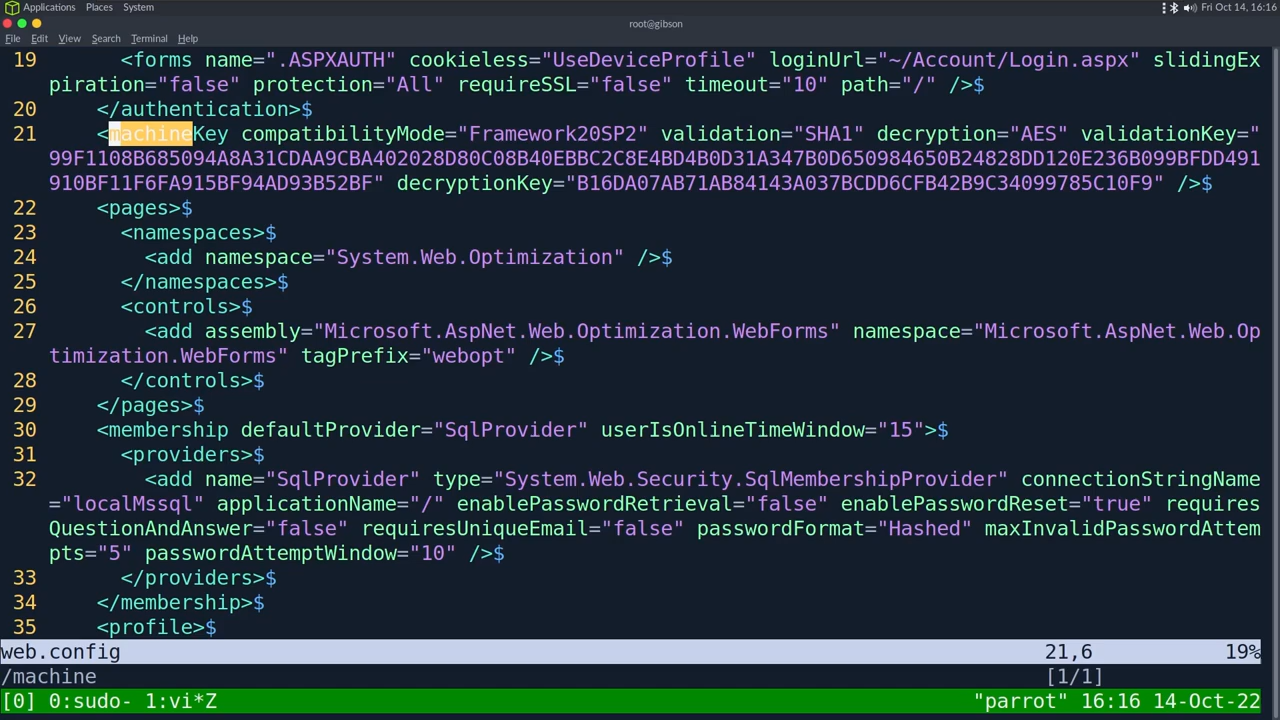 Applications Places System Fri Oct 14, 16:16
root@gibson
File Edit View Search Terminal Help
19 <forms name=".ASPXAUTH" cookieless="UseDeviceProfile" loginUrl="~/Account/Login.aspx" slidingEx
piration="false" protection="All" requireSSL="false" timeout="10" path="/" />$
20 </authentication>$
21 <machineKey compatibilityMode="Framework20SP2" validation="SHA1" decryption="AES" validationKey="
99F1108B685094A8A31CDAA9CBA402028D80C08B40EBBC2C8E4BD4B0D31A347B0D650984650B24828DD120E236B099BFDD491
910BF11F6FA915BF94AD93B52BF" decryptionKey="B16DA07AB71AB84143A037BCDD6CFB42B9C34099785C10F9" />$
22 <pages>$
23 <namespaces>$
24 <add namespace="System.Web.Optimization" />$
25 </namespaces>$
26 <controls>$
27 <add assembly="Microsoft.AspNet.Web.Optimization.WebForms" namespace="Microsoft.AspNet.Web.Op
timization.WebForms" tagPrefix="webopt" />$
28 </controls>$
29 </pages>$
30 <membership defaultProvider="SqlProvider" userIsOnlineTimeWindow="15">$
31 <providers>$
32 <add name="SqlProvider" type="System.Web.Security.SqlMembershipProvider" connectionStringName
="localMssql" applicationName="/" enablePasswordRetrieval="false" enablePasswordReset="true" requires
QuestionAndAnswer="false" requiresUniqueEmail="false" passwordFormat="Hashed" maxInvalidPasswordAttem
pts="5" passwordAttemptWindow="10" />$
33 </providers>$
34 </membership>$
35 <profile>$
web.config 21,6 19%
/machine [1/1]
[0] 0:sudo- 1:vi*Z "parrot" 16:16 14-Oct-22